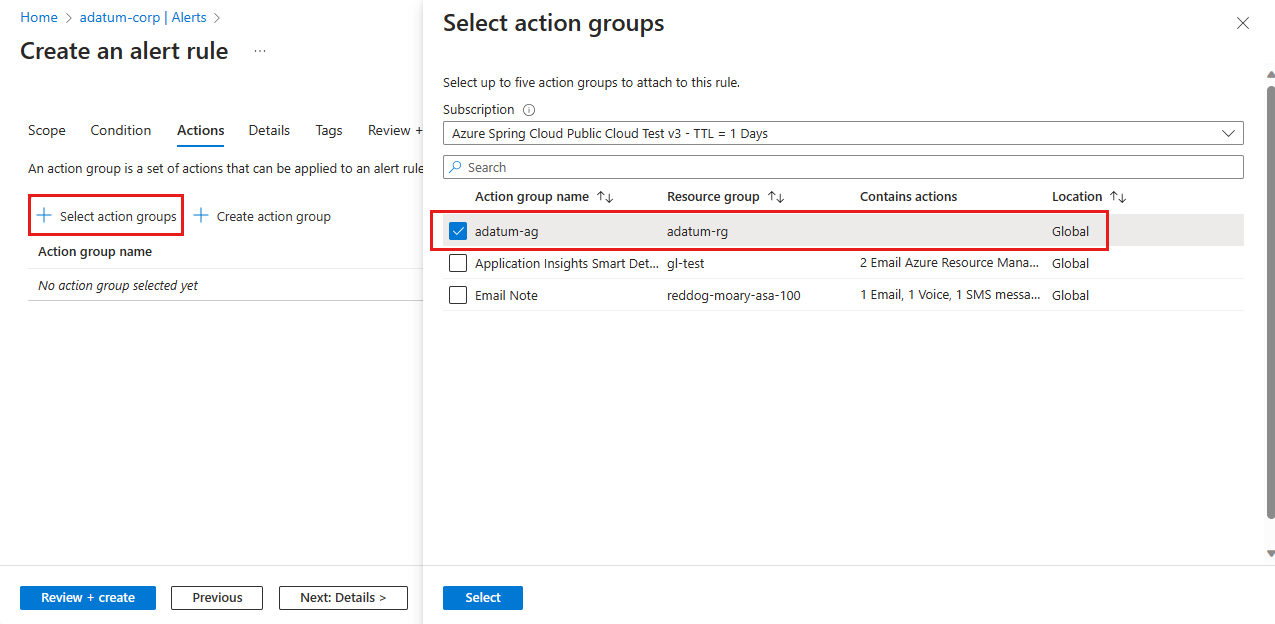 Home > adatum-corp | Alerts >
Create an alert rule ...
Scope Condition Actions Details Tags Review +
An action group is a set of actions that can be applied to an alert rule
+ Select action groups + Create action group
Action group name
No action group selected yet
Review + create Previous Next: Details >
Select action groups
Select up to five action groups to attach to this rule.
Subscription
Azure Spring Cloud Public Cloud Test v3 - TTL = 1 Days
Search
Action group name ↑↓ Resource group ↑↓ Contains actions Location ↑↓
adatum-ag adatum-rg Global
Application Insights Smart Det... gl-test 2 Email Azure Resource Mana... Global
Email Note reddog-moary-asa-100 1 Email, 1 Voice, 1 SMS messa... Global
Select